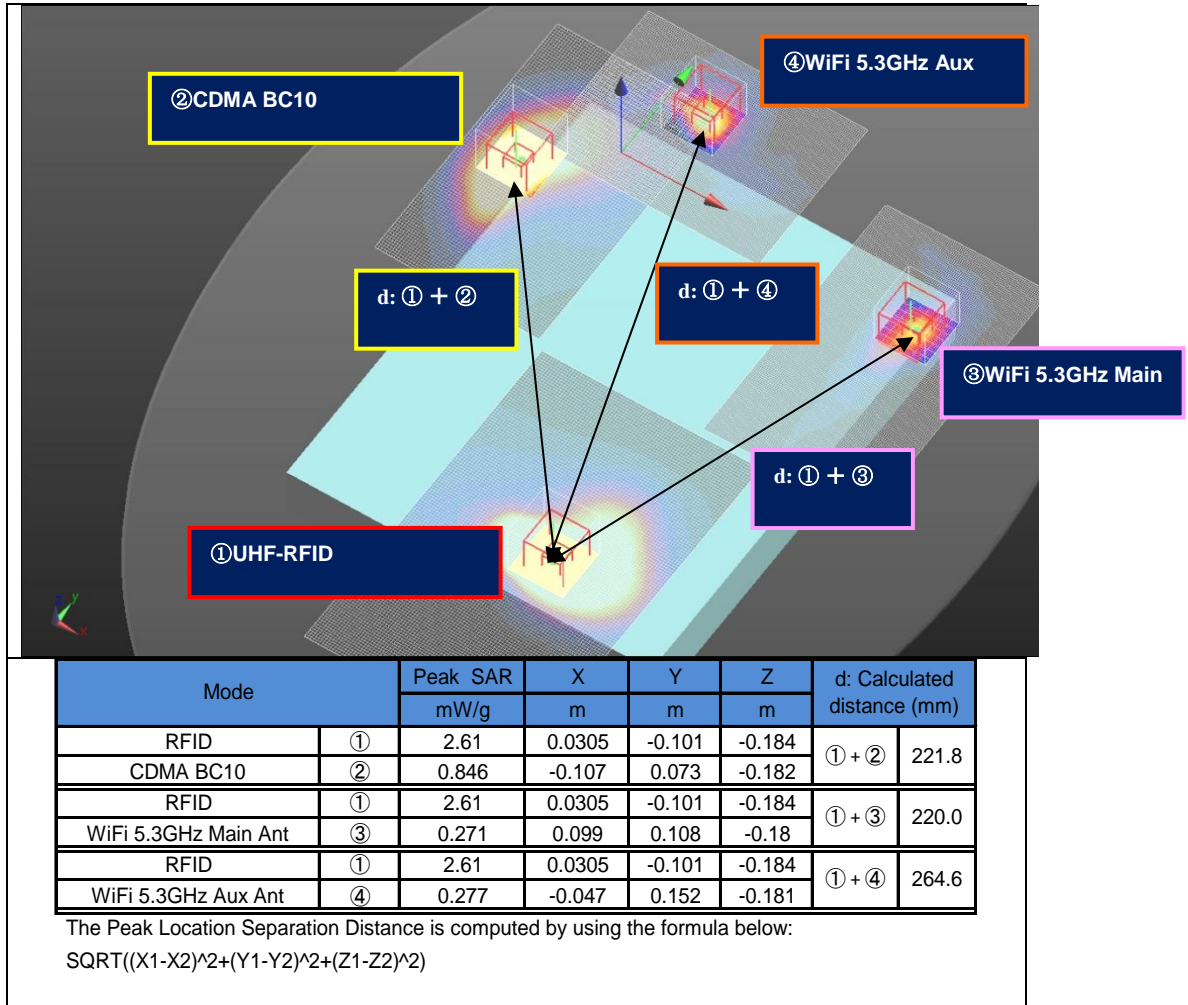 ④WiFi 5.3GHz Aux
②CDMA BC10
d: ① + ②
d: ① + ④
③WiFi 5.3GHz Main
d: ① + ③
①UHF-RFID
z y
x
Mode Peak SAR X Y Z d: Calculated distance (mm)
mW/g m m m
RFID ① 2.61 0.0305 -0.101 -0.184 ① + ② 221.8
CDMA BC10 ② 0.846 -0.107 0.073 -0.182
RFID ① 2.61 0.0305 -0.101 -0.184 ① + ③ 220.0
WiFi 5.3GHz Main Ant ③ 0.271 0.099 0.108 -0.18
RFID ① 2.61 0.0305 -0.101 -0.184 ① + ④ 264.6
WiFi 5.3GHz Aux Ant ④ 0.277 -0.047 0.152 -0.181
The Peak Location Separation Distance is computed by using the formula below:
SQRT((X1-X2)^2+(Y1-Y2)^2+(Z1-Z2)^2)